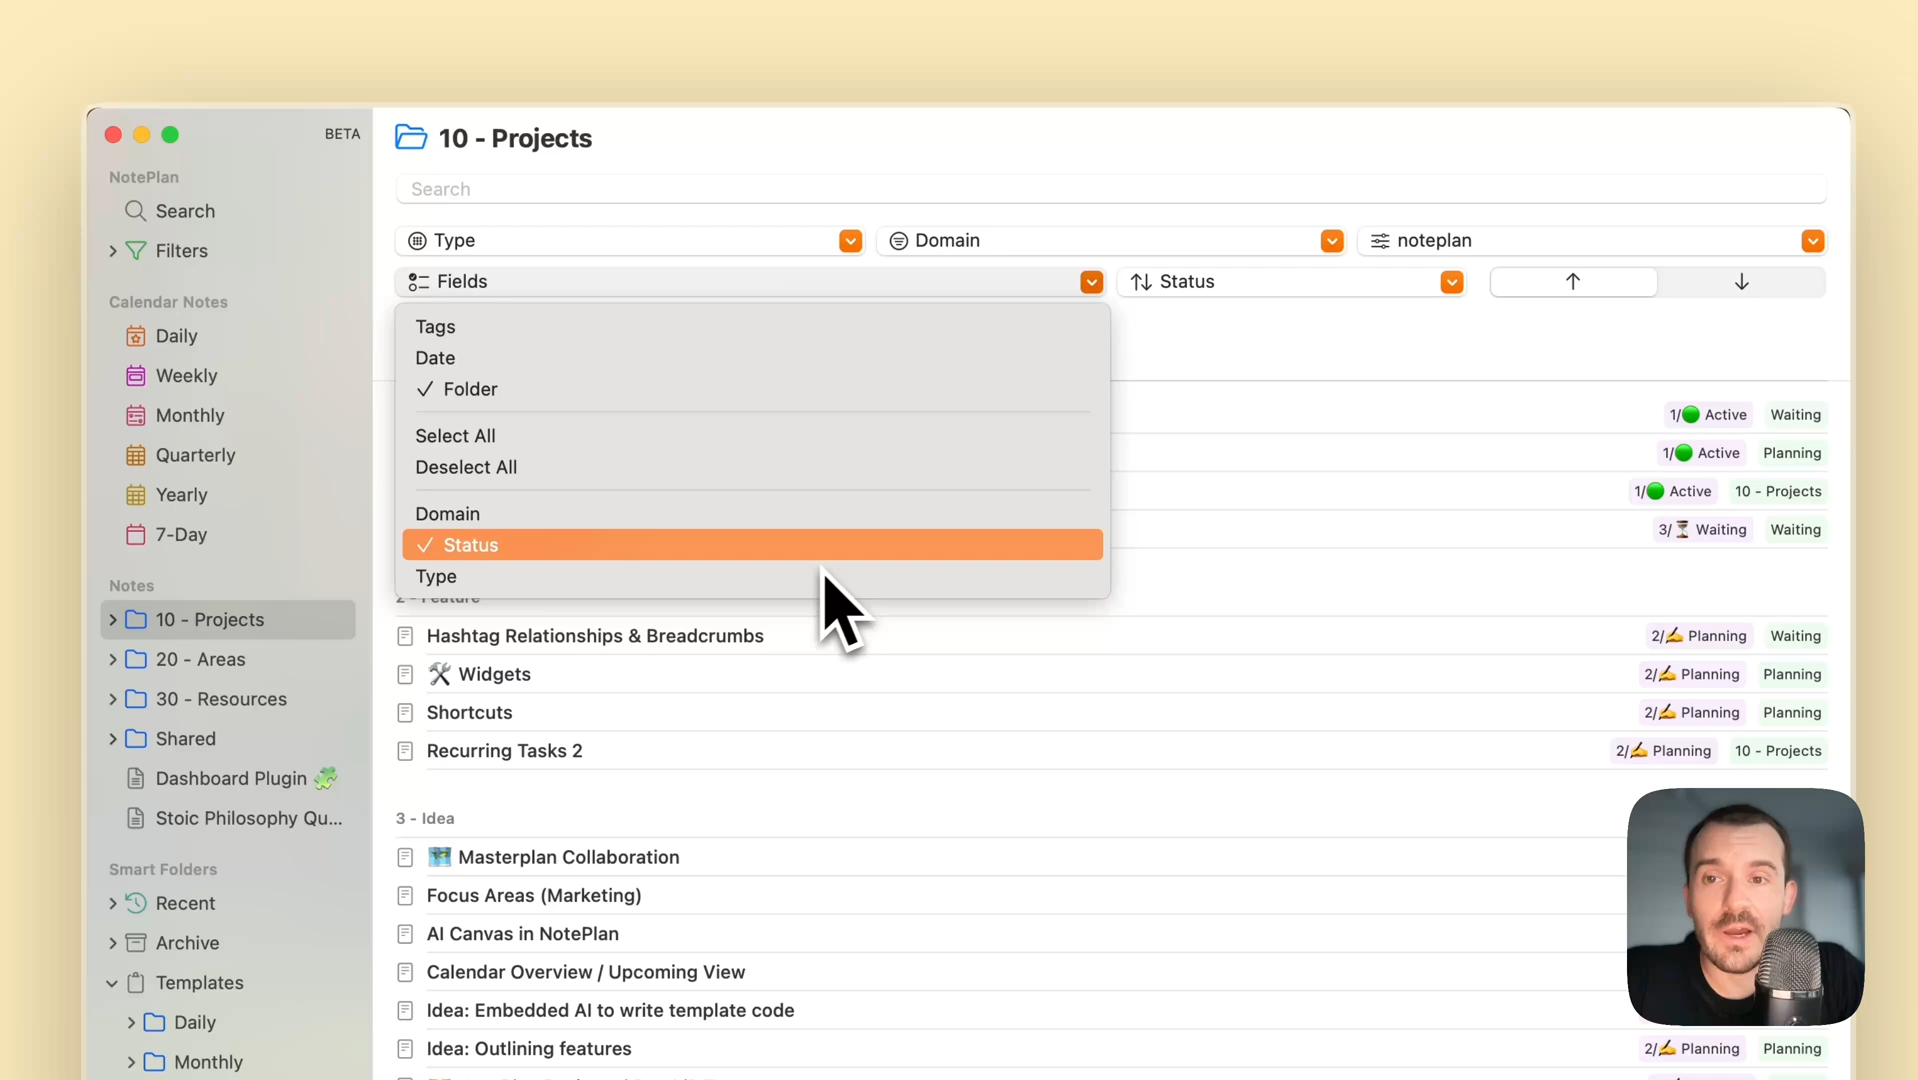 BETA
NotePlan
Search
Filters
Calendar Notes
Daily
Weekly
Monthly
Quarterly
Yearly
7-Day
Notes
10 - Projects
20 - Areas
30 - Resources
Shared
Dashboard Plugin
Stoic Philosophy Qu...
Smart Folders
Recent
Archive
Templates
Daily
Monthly
10 - Projects
Search
Type
Domain
noteplan
Fields
Status
Tags
Date
Folder
Select All
Deselect All
Domain
Status
Type
1/🟢 Active Waiting
1/🟢 Active Planning
1/🟢 Active 10 - Projects
3/⏳ Waiting Waiting
2 - Feature
Hashtag Relationships & Breadcrumbs 2/✍️ Planning Waiting
🛠️ Widgets 2/✍️ Planning Planning
Shortcuts 2/✍️ Planning Planning
Recurring Tasks 2 2/✍️ Planning 10 - Projects
3 - Idea
🗺️ Masterplan Collaboration
Focus Areas (Marketing)
AI Canvas in NotePlan
Calendar Overview / Upcoming View
Idea: Embedded AI to write template code
Idea: Outlining features 2/✍️ Planning Planning